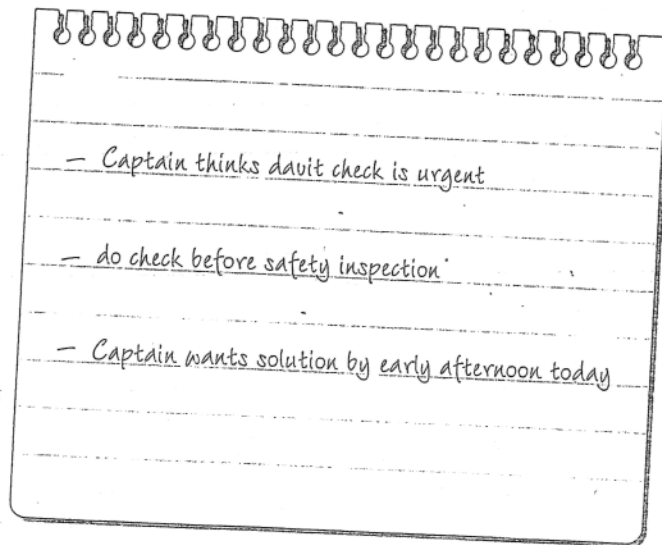 – Captain thinks davit check is urgent
– do check before safety inspection
– Captain wants solution by early afternoon today